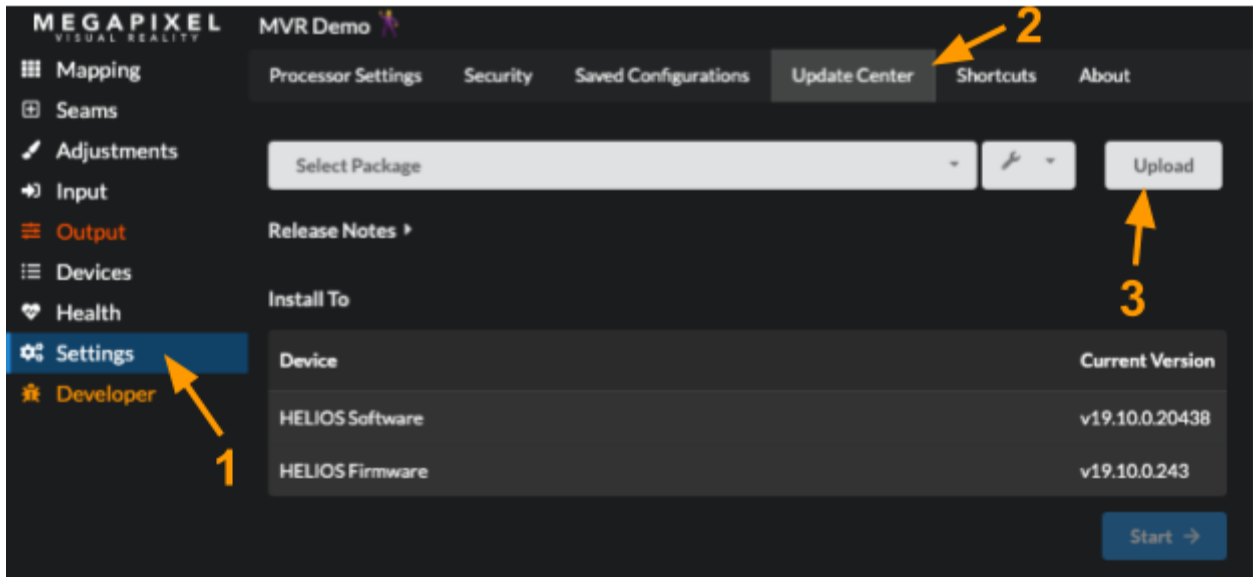 MEGAPIXEL
VISUAL REALITY
MVR Demo
2
Mapping
Seams
Adjustments
Input
Output
Devices
Health
Settings
Developer
1
Processor Settings
Security
Saved Configurations
Update Center
Shortcuts
About
Select Package
Upload
Release Notes
3
Install To
Device
Current Version
HELIOS Software
v19.10.0.20438
HELIOS Firmware
v19.10.0.243
Start